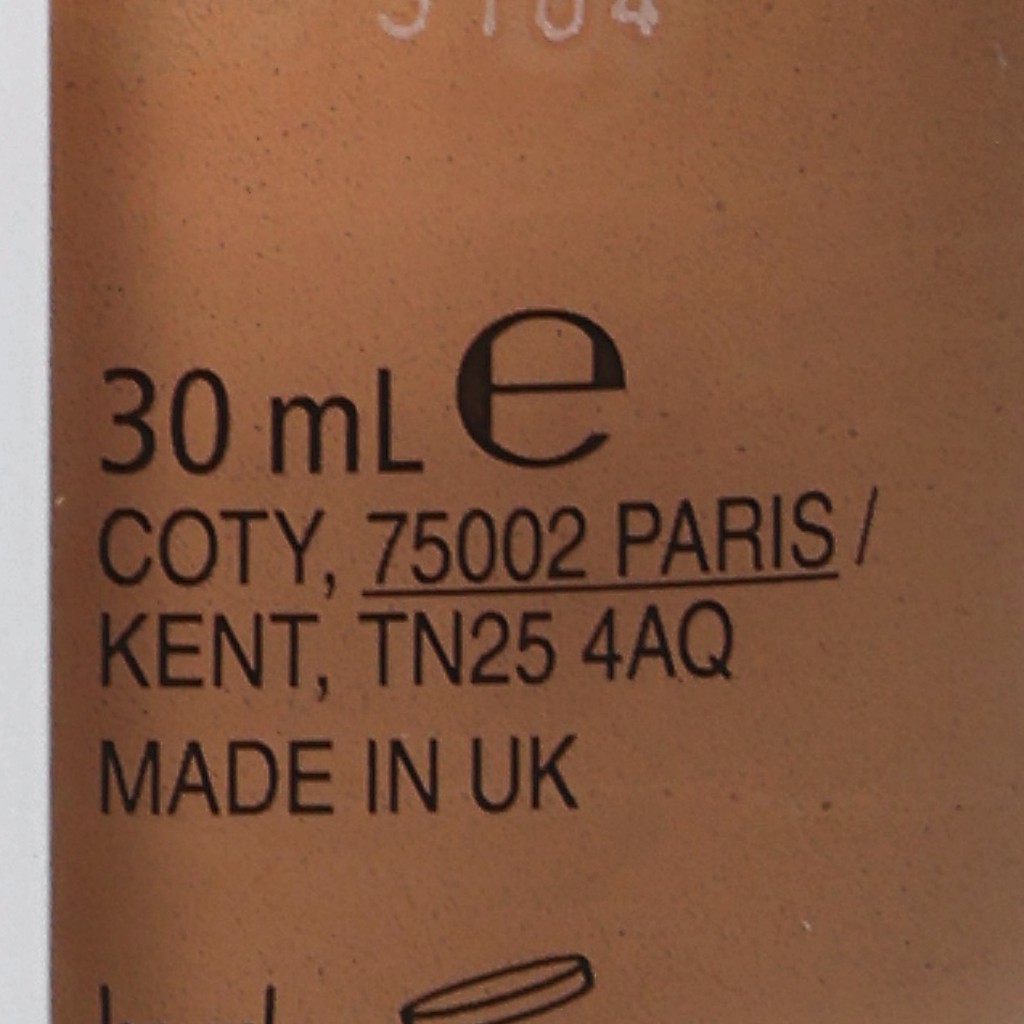 30 mL ℮
COTY, 75002 PARIS /
KENT, TN25 4AQ
MADE IN UK